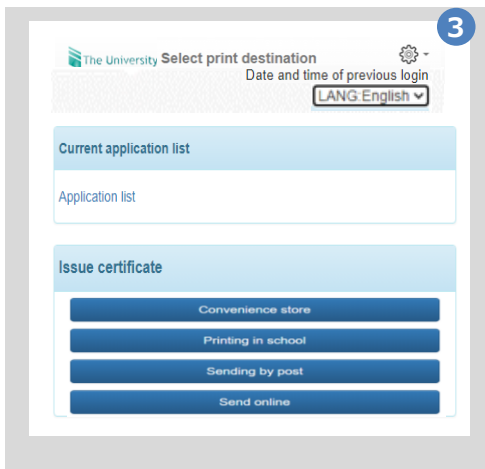 3
The University Select print destination
Date and time of previous login
LANG:English
Current application list
Application list
Issue certificate
Convenience store
Printing in school
Sending by post
Send online